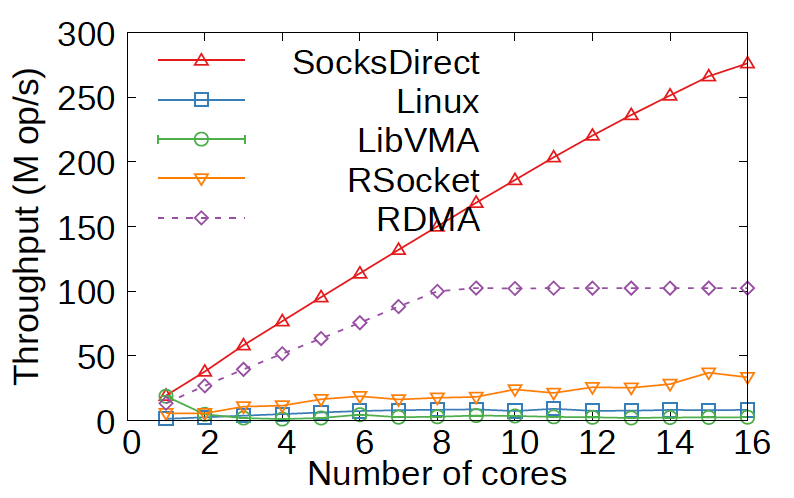 300
250
200
150
100
50
0
Throughput (M op/s)
SocksDirect
Linux
LibVMA
RSocket
RDMA
0 2 4 6 8 10 12 14 16
Number of cores